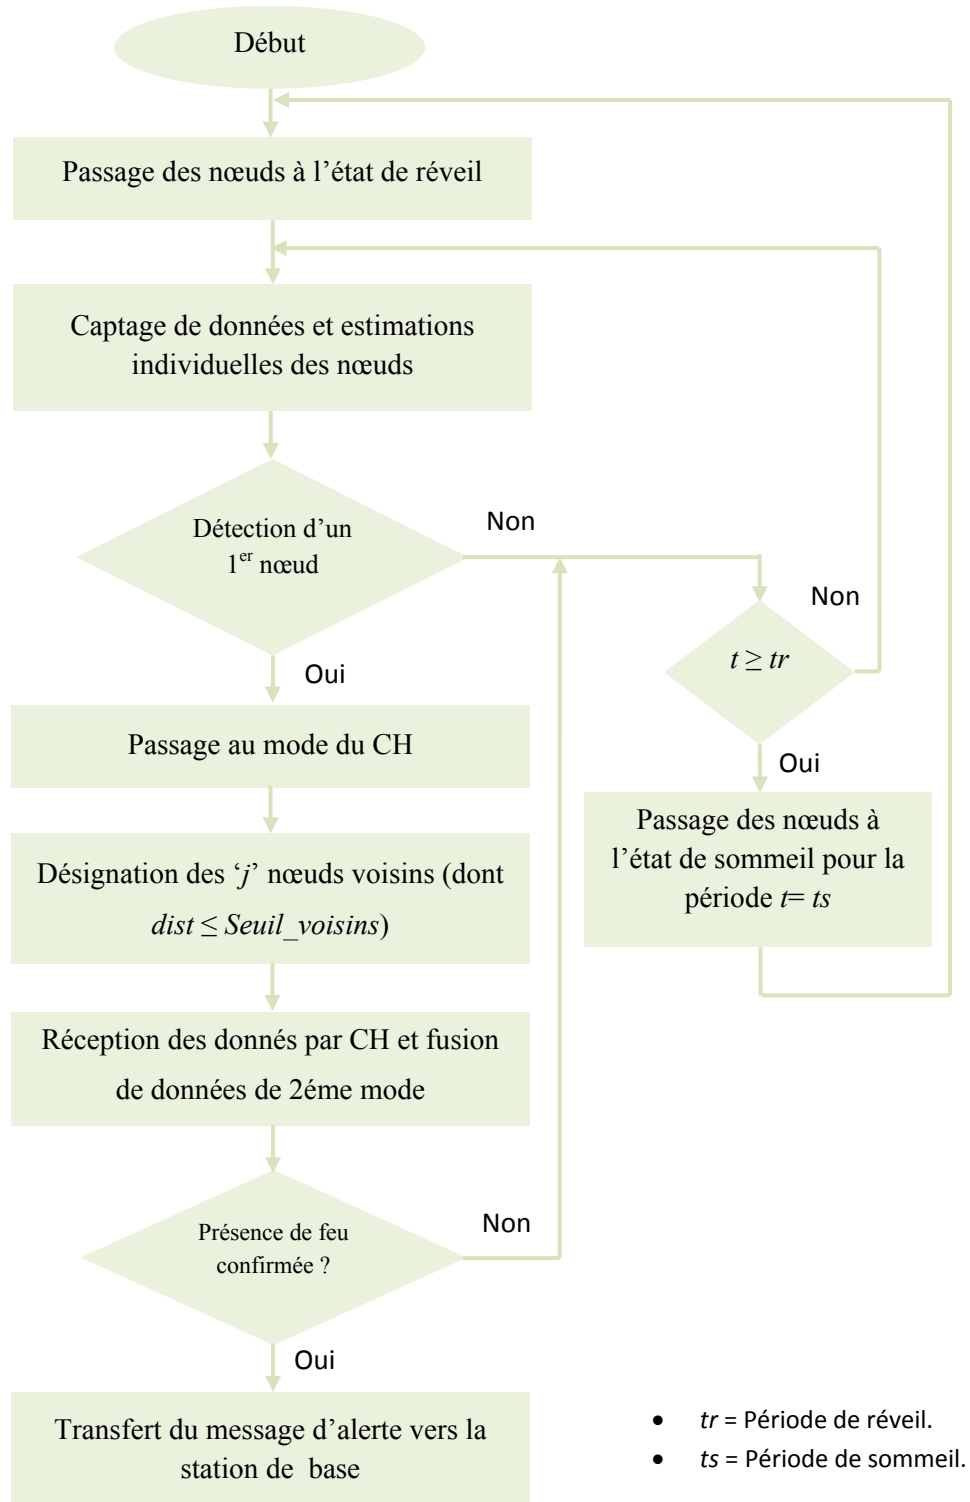 Début
Passage des nœuds à l’état de réveil
Captage de données et estimations
individuelles des nœuds
Détection d’un
1er nœud
Non
Oui
t ≥ tr
Non
Oui
Passage des nœuds à
l’état de sommeil pour la
période t= ts
Passage au mode du CH
Désignation des ‘j’ nœuds voisins (dont
dist ≤ Seuil_voisins)
Réception des donnés par CH et fusion
de données de 2éme mode
Présence de feu
confirmée ?
Non
Oui
Transfert du message d’alerte vers la
station de base
• tr = Période de réveil.
• ts = Période de sommeil.